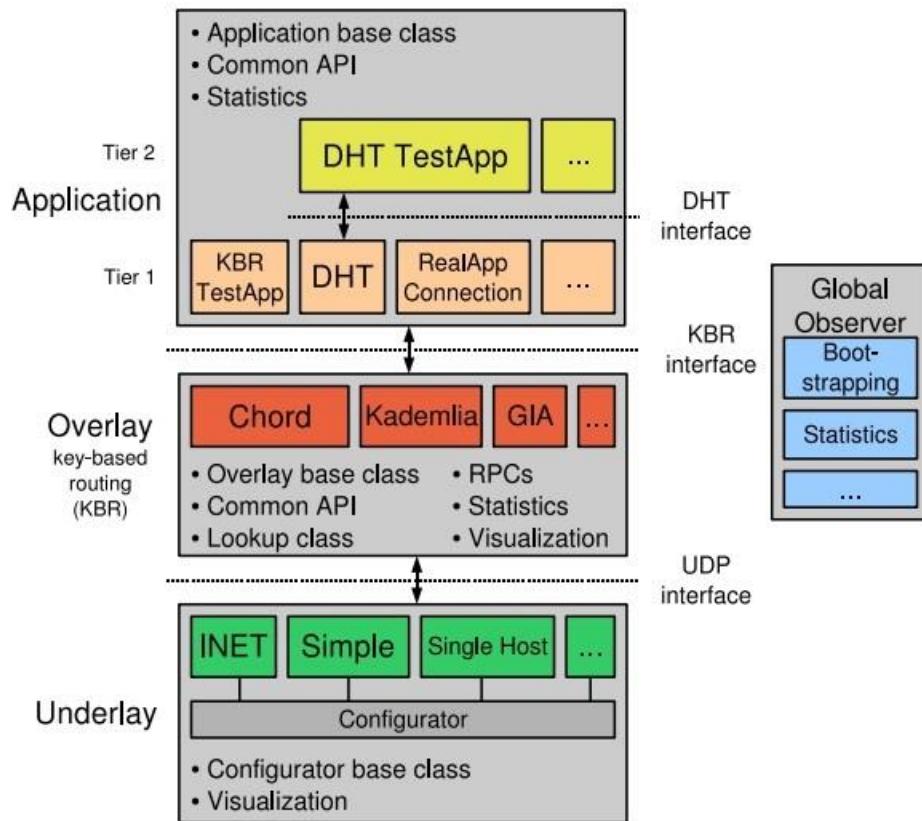 • Application base class
• Common API
• Statistics
Tier 2
DHT TestApp
...
Application
DHT
interface
Tier 1
KBR
TestApp
DHT
RealApp
Connection
...
KBR
interface
Global
Observer
Boot-
strapping
Statistics
...
Overlay
key-based
routing
(KBR)
Chord
Kademlia
GIA
...
• Overlay base class
• Common API
• Lookup class
• RPCs
• Statistics
• Visualization
UDP
interface
Underlay
INET
Simple
Single Host
...
Configurator
• Configurator base class
• Visualization